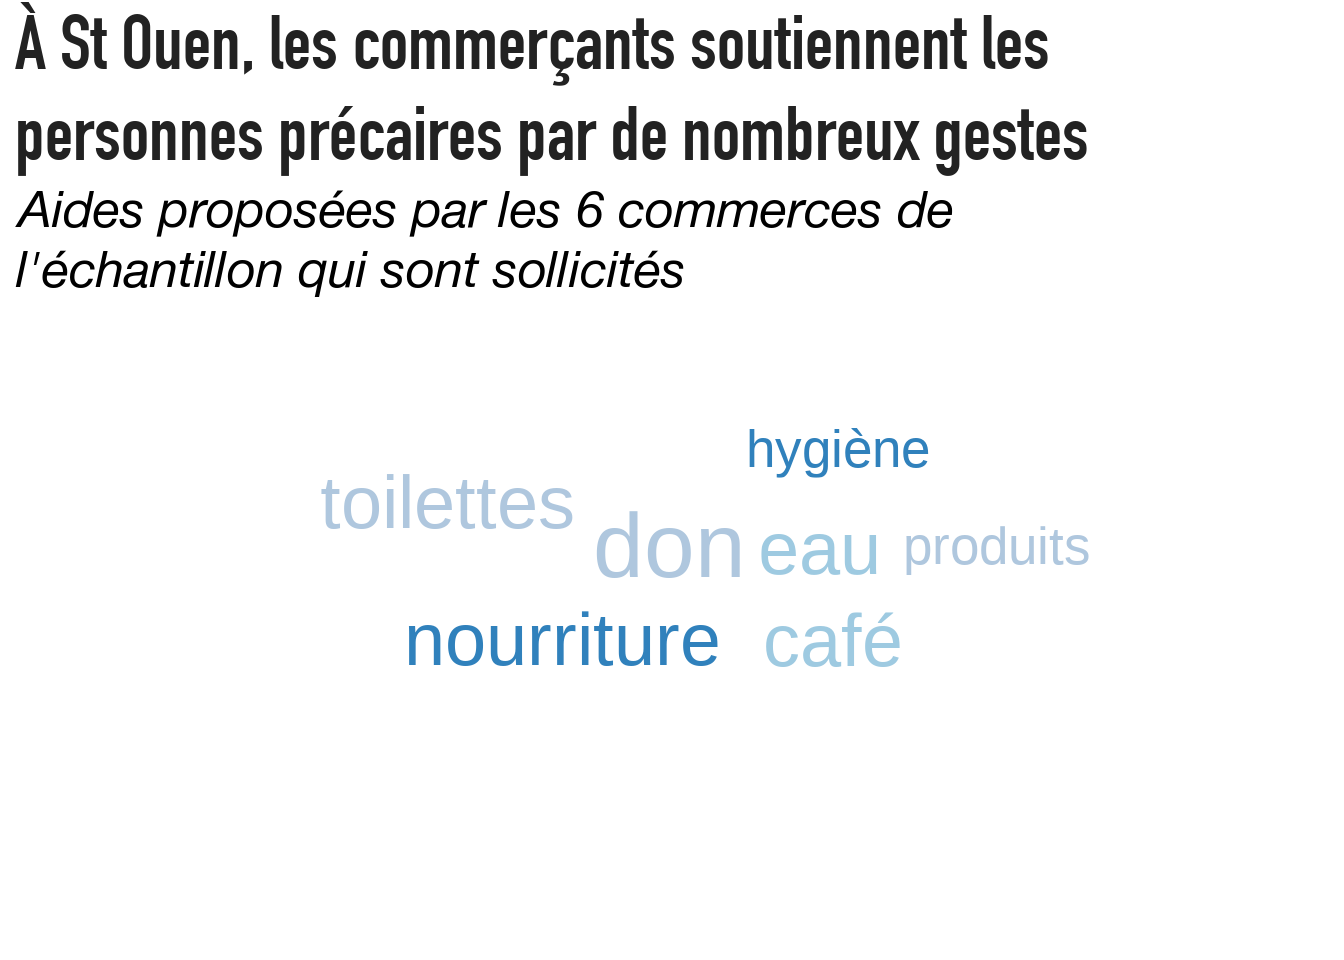 À St Ouen, les commerçants soutiennent les
personnes précaires par de nombreux gestes
Aides proposées par les 6 commerces de
l'échantillon qui sont sollicités
hygiène
toilettes
don eau produits
nourriture café